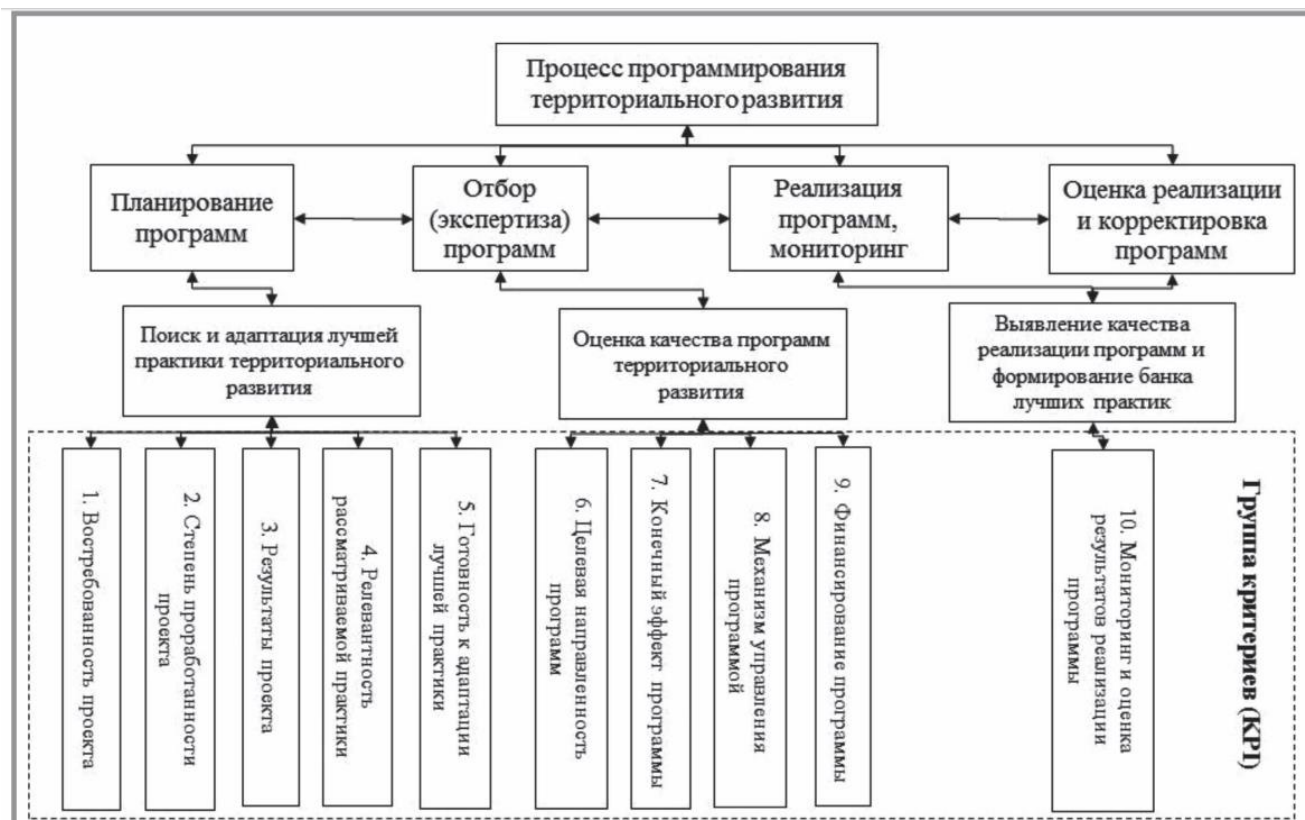 Процесс программирования
территориального развития
Планирование
программ
Отбор
(экспертиза)
программ
Реализация
программ,
мониторинг
Оценка реализации
и корректировка
программ
Поиск и адаптация лучшей
практики территориального
развития
Оценка качества программ
территориального
развития
Выявление качества
реализации программ и
формирование банка
лучших практик
1. Востребованность проекта
2. Степень проработанности
проекта
3. Результаты проекта
4. Релевантность
рассматриваемой практики
5. Готовность к адаптации
лучшей практики
6. Целевая направленность
программ
7. Конечный эффект программы
8. Механизм управления
программой
9. Финансирование программы
10. Мониторинг и оценка
результатов реализации
программы
Группа критериев (KPI)